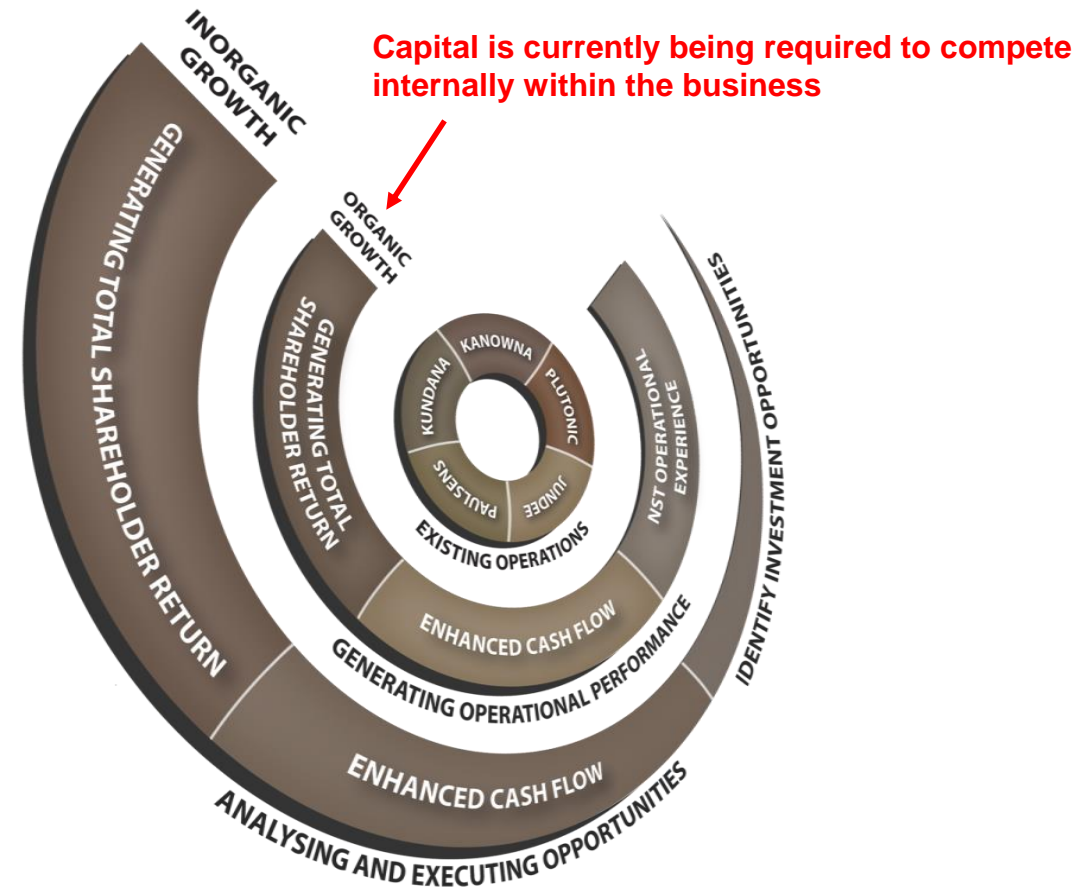 Capital is currently being required to compete
internally within the business
INORGANIC
GROWTH
GENERATING TOTAL SHAREHOLDER RETURN
ENHANCED CASH FLOW
ANALYSING AND EXECUTING OPPORTUNITIES
IDENTIFY INVESTMENT OPPORTUNITIES
ORGANIC
GROWTH
GENERATING TOTAL
SHAREHOLDER RETURN
ENHANCED CASH FLOW
NST OPERATIONAL
EXPERIENCE
GENERATING OPERATIONAL PERFORMANCE
KANOWNA
PLUTONIC
JUNDEE
PAULSENS
KUNDANA
EXISTING OPERATIONS